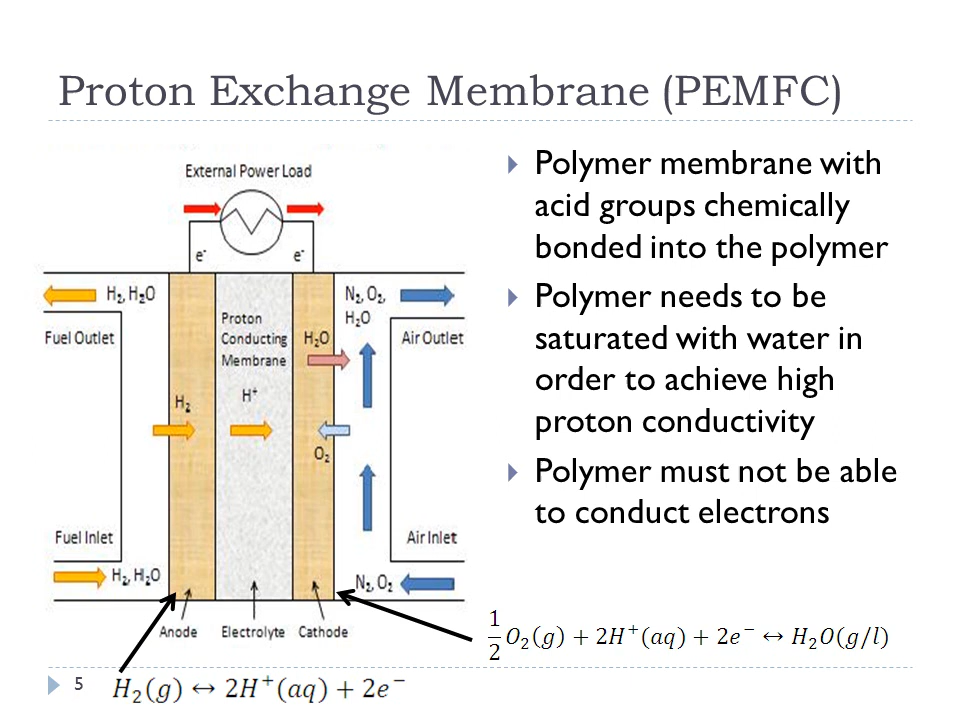 Proton Exchange Membrane (PEMFC)
External Power Load
e⁻ e⁻
H₂, H₂O
N₂, O₂,
H₂O
Fuel Outlet
Proton
Conducting
Membrane
H₂O
Air Outlet
H₂
H⁺
O₂
Fuel Inlet
Air Inlet
H₂, H₂O
N₂, O₂
Anode Electrolyte Cathode
Polymer membrane with
acid groups chemically
bonded into the polymer
Polymer needs to be
saturated with water in
order to achieve high
proton conductivity
Polymer must not be able
to conduct electrons
1/2 O₂(g) + 2H⁺(aq) + 2e⁻ ↔ H₂O(g/l)
5
H₂(g) ↔ 2H⁺(aq) + 2e⁻